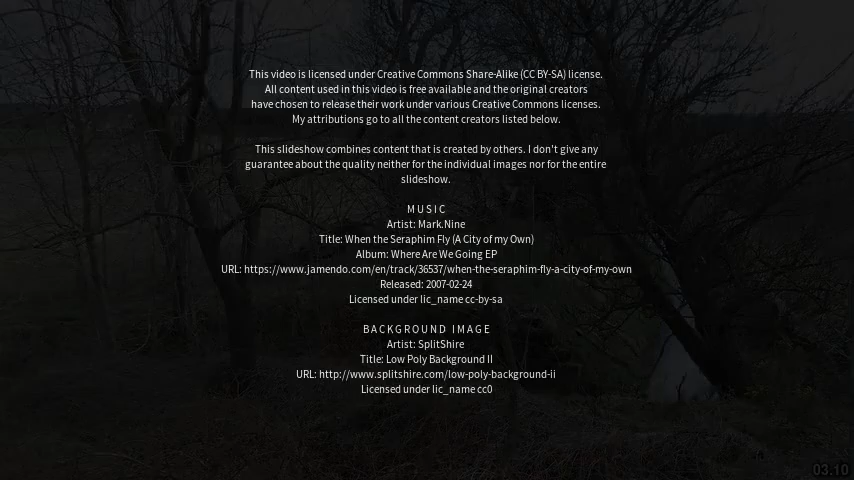 This video is licensed under Creative Commons Share-Alike (CC BY-SA) license.
All content used in this video is free available and the original creators
have chosen to release their work under various Creative Commons licenses.
My attributions go to all the content creators listed below.
This slideshow combines content that is created by others. I don't give any
guarantee about the quality neither for the individual images nor for the entire
slideshow.
MUSIC
Artist: Mark.Nine
Title: When the Seraphim Fly (A City of my Own)
Album: Where Are We Going EP
URL: https://www.jamendo.com/en/track/36537/when-the-seraphim-fly-a-city-of-my-own
Released: 2007-02-24
Licensed under lic_name cc-by-sa
BACKGROUND IMAGE
Artist: SplitShire
Title: Low Poly Background II
URL: http://www.splitshire.com/low-poly-background-ii
Licensed under lic_name cc0
03.10